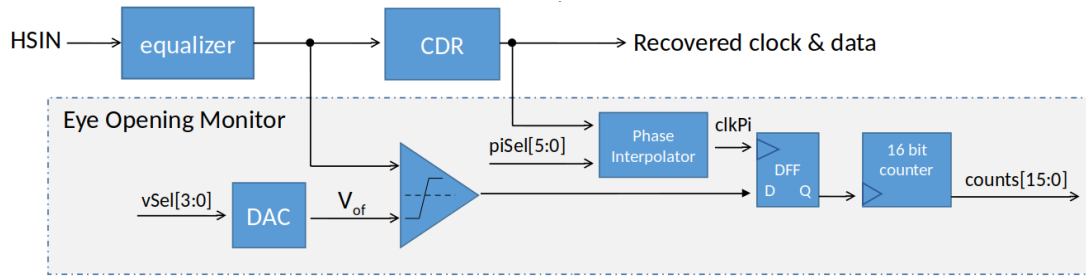 HSIN
equalizer
CDR
Recovered clock & data
Eye Opening Monitor
piSel[5:0]
Phase
Interpolator
clkPi
DFF
D Q
16 bit
counter
counts[15:0]
vSel[3:0]
DAC
Vof